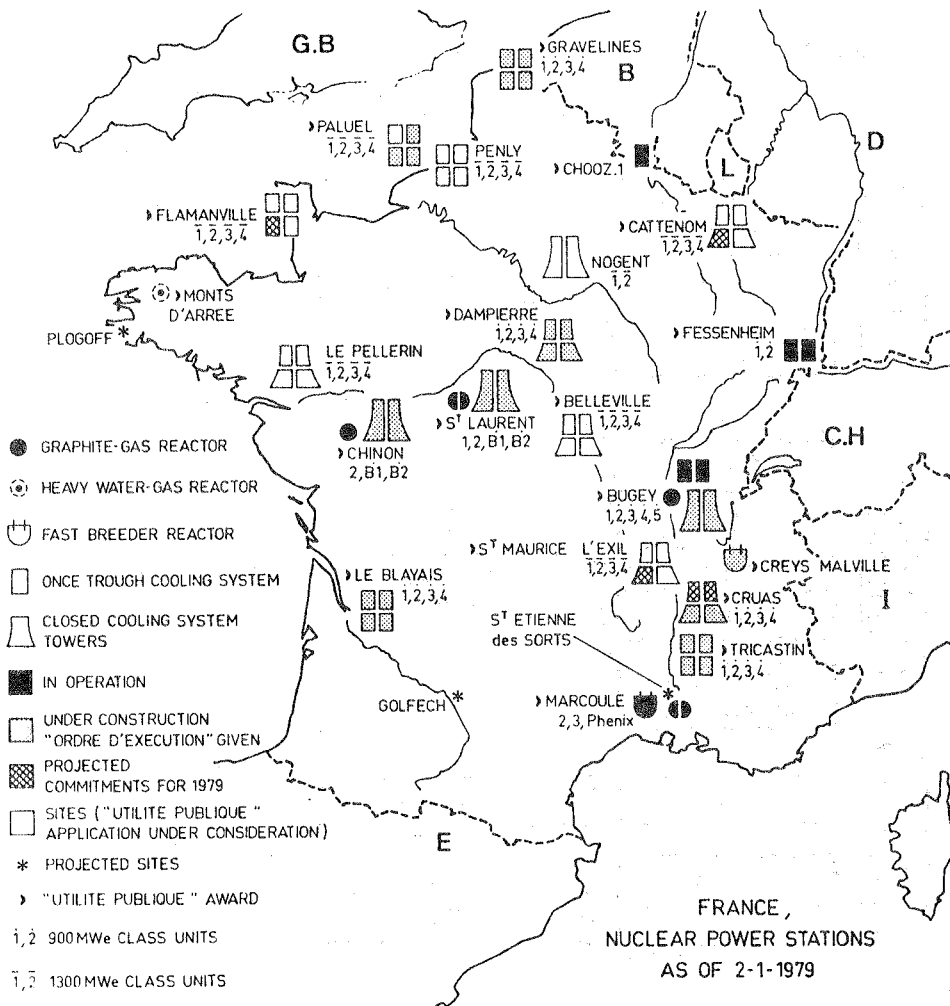 G.B
GRAVELINES
1,2,3,4
B
PALUEL
1,2,3,4
PENLY
1,2,3,4
CHOOZ.1
L
D
FLAMANVILLE
1,2,3,4
CATTENOM
1,2,3,4
NOGENT
1,2
MONTS
D'ARREE
PLOGOFF *
DAMPIERRE
1,2,3,4
FESSENHEIM
1,2
LE PELLERIN
1,2,3,4
BELLEVILLE
1,2,3,4
Sᵀ LAURENT
1,2,B1,B2
CHINON
2,B1,B2
C.H
BUGEY
1,2,3,4,5
Sᵀ MAURICE L'EXIL
1,2,3,4
CREYS MALVILLE
I
LE BLAYAIS
1,2,3,4
CRUAS
1,2,3,4
Sᵀ ETIENNE
des SORTS
TRICASTIN
1,2,3,4
GOLFECH *
MARCOULE
2,3,Phenix
E
GRAPHITE-GAS REACTOR
HEAVY WATER-GAS REACTOR
FAST BREEDER REACTOR
ONCE TROUGH COOLING SYSTEM
CLOSED COOLING SYSTEM
TOWERS
IN OPERATION
UNDER CONSTRUCTION
"ORDRE D'EXECUTION" GIVEN
PROJECTED
COMMITMENTS FOR 1979
SITES ("UTILITE PUBLIQUE"
APPLICATION UNDER CONSIDERATION)
* PROJECTED SITES
"UTILITE PUBLIQUE" AWARD
1,2 900 MWe CLASS UNITS
1,2 1300 MWe CLASS UNITS
FRANCE,
NUCLEAR POWER STATIONS
AS OF 2-1-1979